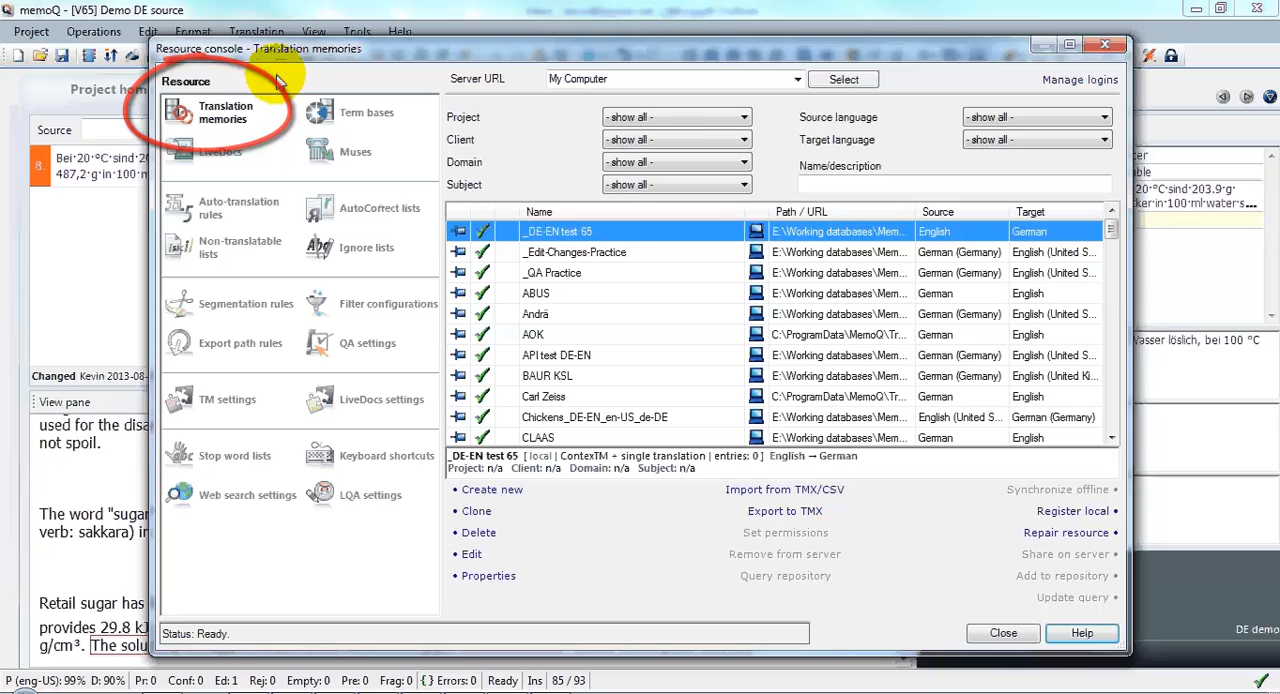 memoQ - [V65] Demo DE source
Project Operations Edit Format Translation View Tools Help
Resource console - Translation memories
Project hom
Source
8. Bei·20·°C·sind·20
487,2·g·in·100·m
Changed Kevin 2013-08-
View pane
used for the disa
not spoil.
The word "sugar
verb: sakkara) in
Retail sugar has
provides 29.8 kJ
g/cm³. The solu
Resource
Translation memories
Term bases
LiveDocs
Muses
Auto-translation rules
AutoCorrect lists
Non-translatable lists
Ignore lists
Segmentation rules
Filter configurations
Export path rules
QA settings
TM settings
LiveDocs settings
Stop word lists
Keyboard shortcuts
Web search settings
LQA settings
Server URL My Computer Select Manage logins
Project - show all - Source language - show all -
Client - show all - Target language - show all -
Domain - show all - Name/description
Subject - show all -
Name Path / URL Source Target
_DE-EN test 65 E:\Working databases\Mem... English German
_Edit-Changes-Practice E:\Working databases\Mem... German (Germany) English (United S...
_QA Practice E:\Working databases\Mem... German (Germany) English (United S...
ABUS E:\Working databases\Mem... German English
Andrä E:\Working databases\Mem... German English
AOK C:\ProgramData\MemoQ\Tr... German English
API test DE-EN E:\Working databases\Mem... German (Germany) English
BAUR KSL E:\Working databases\Mem... German (Germany) English (United Ki...
Carl Zeiss C:\ProgramData\MemoQ\Tr... German English
Chickens_DE-EN_en-US_de-DE E:\Working databases\Mem... English (United S... German (Germany)
CLAAS E:\Working databases\Mem... German English
_DE-EN test 65 [ local | ContexTM + single translation | entries: 0 ] English → German
Project: n/a Client: n/a Domain: n/a Subject: n/a
• Create new Import from TMX/CSV Synchronize offline •
• Clone Export to TMX Register local •
• Delete Set permissions Repair resource •
• Edit Remove from server Share on server •
• Properties Query repository Add to repository •
Update query •
Status: Ready. Close Help
ter
ble
20 °C·sind·203.9·g·
cker·in·100·ml·water·s...
Wasser löslich, bei 100 °C
DE demo
P (eng-US): 99% D: 90% Pr: 0 Conf: 0 Ed: 1 Rej: 0 Empty: 0 Pre: 0 Frag: 0 {} Errors: 0 Ready Ins 85 / 93